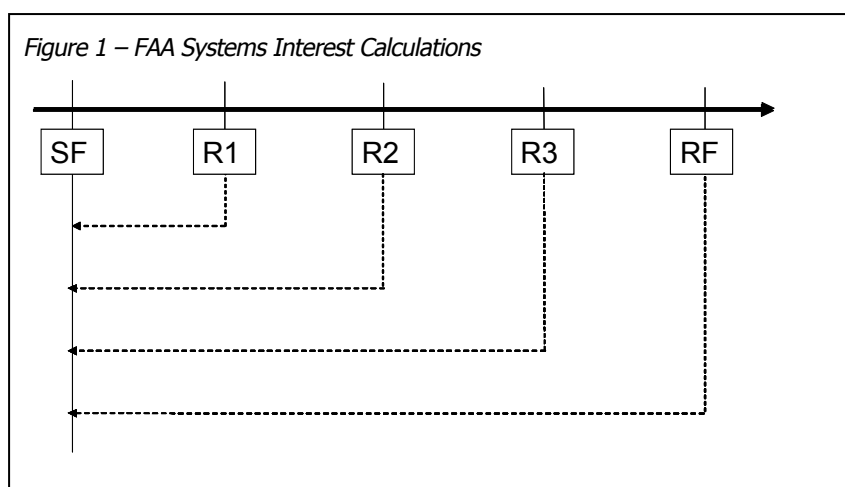 Figure 1 – FAA Systems Interest Calculations
SF R1 R2 R3 RF